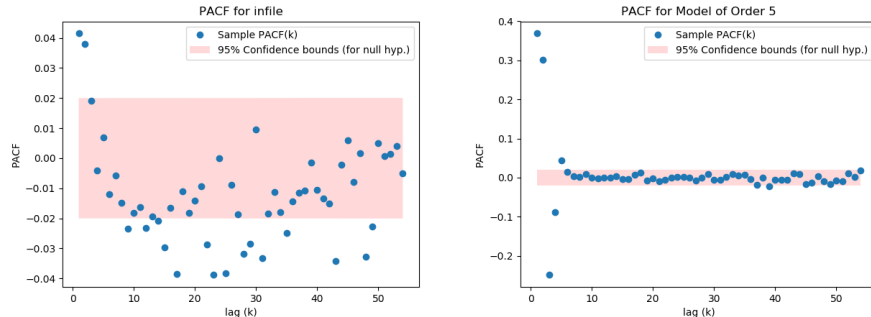 PACF for infile
Sample PACF(k)
95% Confidence bounds (for null hyp.)
0.04
0.03
0.02
0.01
0.00
−0.01
−0.02
−0.03
−0.04
PACF
0
10
20
30
40
50
lag (k)
PACF for Model of Order 5
Sample PACF(k)
95% Confidence bounds (for null hyp.)
0.4
0.3
0.2
0.1
0.0
−0.1
−0.2
PACF
0
10
20
30
40
50
lag (k)